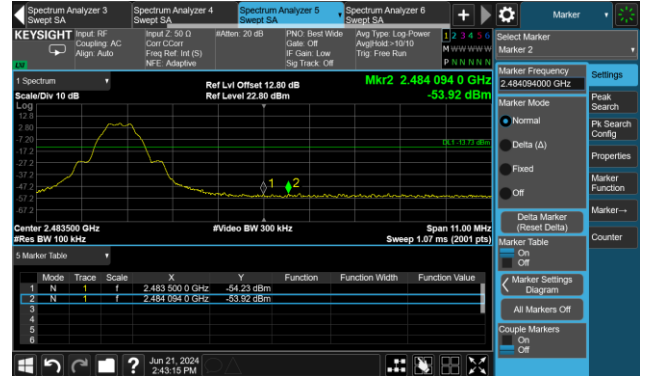 Spectrum Analyzer 3
Swept SA
Spectrum Analyzer 4
Swept SA
Spectrum Analyzer 5
Swept SA
Spectrum Analyzer 6
Swept SA
+
Marker
KEYSIGHT
LW
Input: RF
Coupling: AC
Align: Auto
Input Z: 50 Ω
Corr CCorr
Freq Ref: Int (S)
NFE: Adaptive
#Atten: 20 dB
PNO: Best Wide
Gate: Off
IF Gain: Low
Sig Track: Off
Avg Type: Log-Power
Avg|Hold:>10/10
Trig: Free Run
1 2 3 4 5 6
M W W W W W
P N N N N N
Select Marker
Marker 2
1 Spectrum
Scale/Div 10 dB
Ref Lvl Offset 12.80 dB
Ref Level 22.80 dBm
Mkr2 2.484 094 0 GHz
-53.92 dBm
Log
12.8
2.80
-7.20
-17.2
-27.2
-37.2
-47.2
-57.2
-67.2
DL1 -13.73 dBm
1
2
Center 2.483500 GHz
#Res BW 100 kHz
#Video BW 300 kHz
Span 11.00 MHz
Sweep 1.07 ms (2001 pts)
5 Marker Table
Mode Trace Scale X Y Function Function Width Function Value
1 N 1 f 2.483 500 0 GHz -54.23 dBm
2 N 1 f 2.484 094 0 GHz -53.92 dBm
3
4
5
6
Marker Frequency
2.484094000 GHz
Marker Mode
Normal
Delta (Δ)
Fixed
Off
Delta Marker
(Reset Delta)
Marker Table
On
Off
Marker Settings
Diagram
All Markers Off
Couple Markers
On
Off
Settings
Peak
Search
Pk Search
Config
Properties
Marker
Function
Marker→
Counter
?
Jun 21, 2024
2:43:15 PM